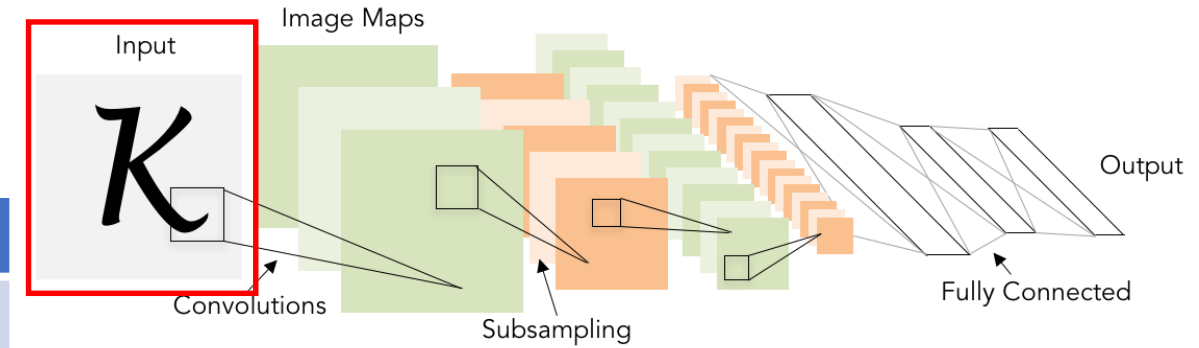 Image Maps
Input
K
Output
Convolutions
Subsampling
Fully Connected